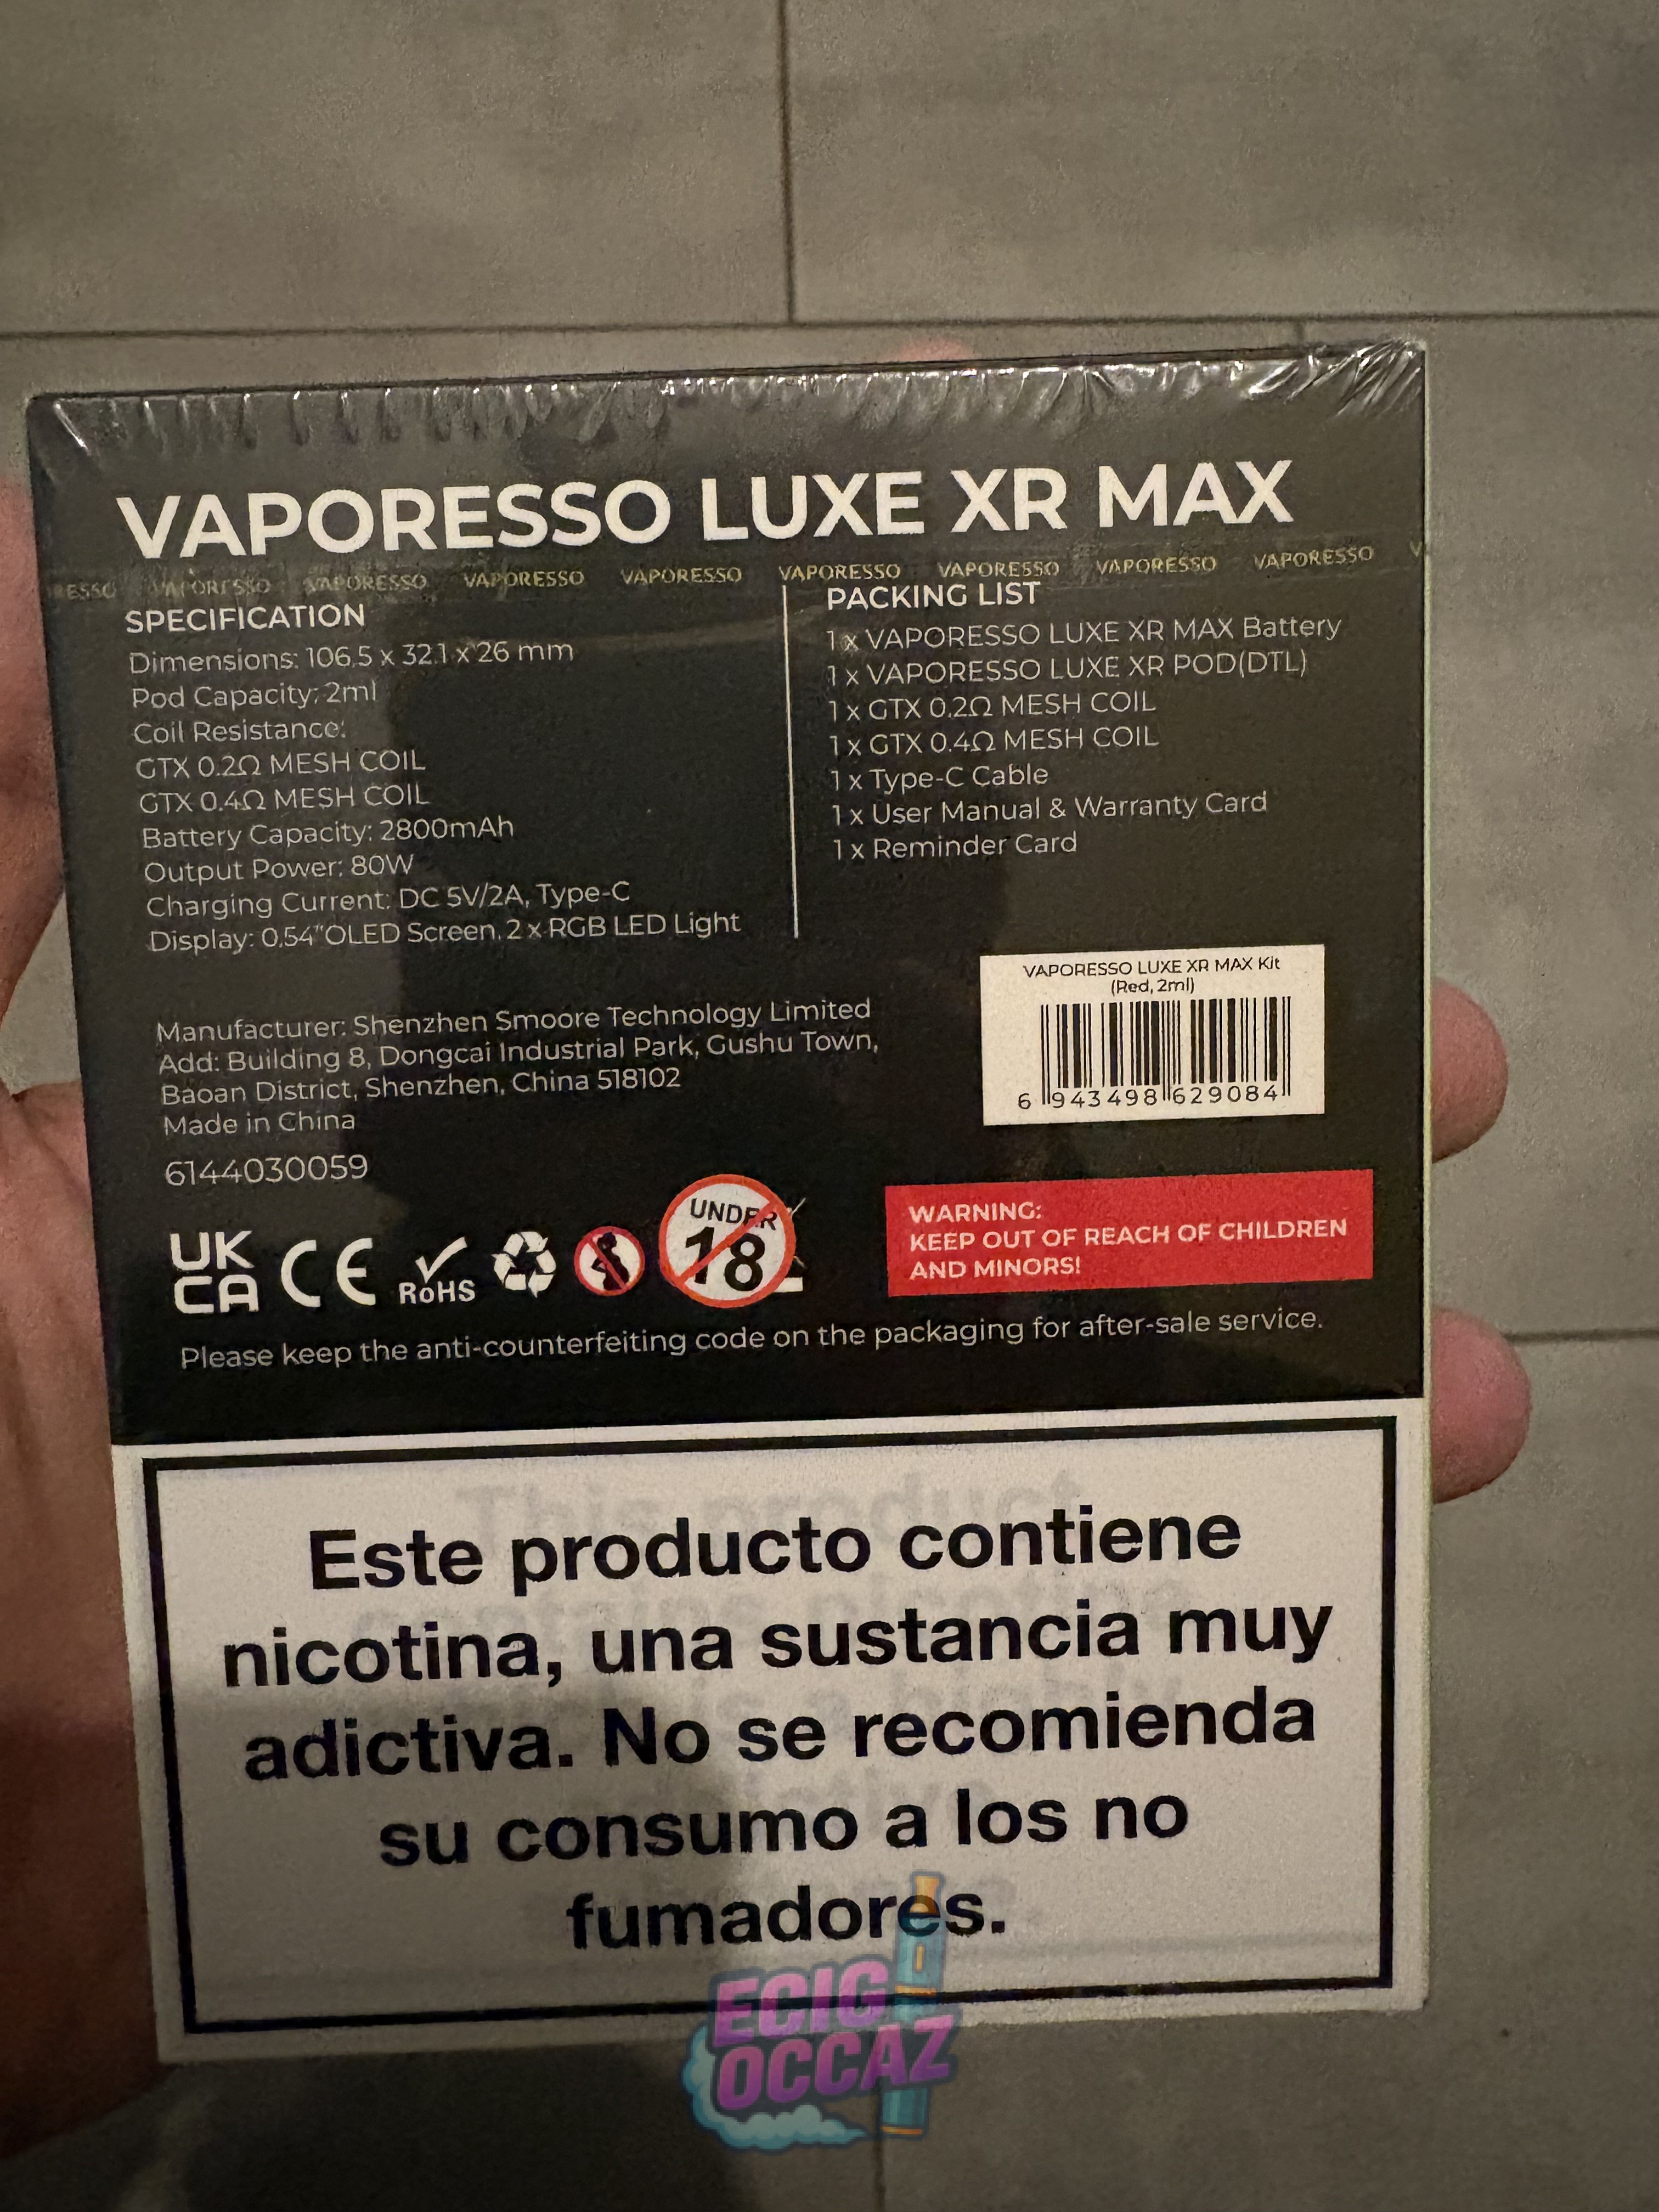 VAPORESSO LUXE XR MAX
VAPORESSO VAPORESSO VAPORESSO VAPORESSO VAPORESSO VAPORESSO VAPORESSO VAPORESSO
SPECIFICATION
Dimensions: 106.5 x 32.1 x 26 mm
Pod Capacity: 2ml
Coil Resistance:
GTX 0.2Ω MESH COIL
GTX 0.4Ω MESH COIL
Battery Capacity: 2800mAh
Output Power: 80W
Charging Current: DC 5V/2A, Type-C
Display: 0.54"OLED Screen, 2 x RGB LED Light
PACKING LIST
1 x VAPORESSO LUXE XR MAX Battery
1 x VAPORESSO LUXE XR POD(DTL)
1 x GTX 0.2Ω MESH COIL
1 x GTX 0.4Ω MESH COIL
1 x Type-C Cable
1 x User Manual & Warranty Card
1 x Reminder Card
VAPORESSO LUXE XR MAX Kit
(Red, 2ml)
6 943498 629084
Manufacturer: Shenzhen Smoore Technology Limited
Add: Building 8, Dongcai Industrial Park, Gushu Town,
Baoan District, Shenzhen, China 518102
Made in China
6144030059
UK
CA CE RoHS
UNDER
18
WARNING:
KEEP OUT OF REACH OF CHILDREN
AND MINORS!
Please keep the anti-counterfeiting code on the packaging for after-sale service.
Este producto contiene
nicotina, una sustancia muy
adictiva. No se recomienda
su consumo a los no
fumadores.
ECIG
OCCAZ